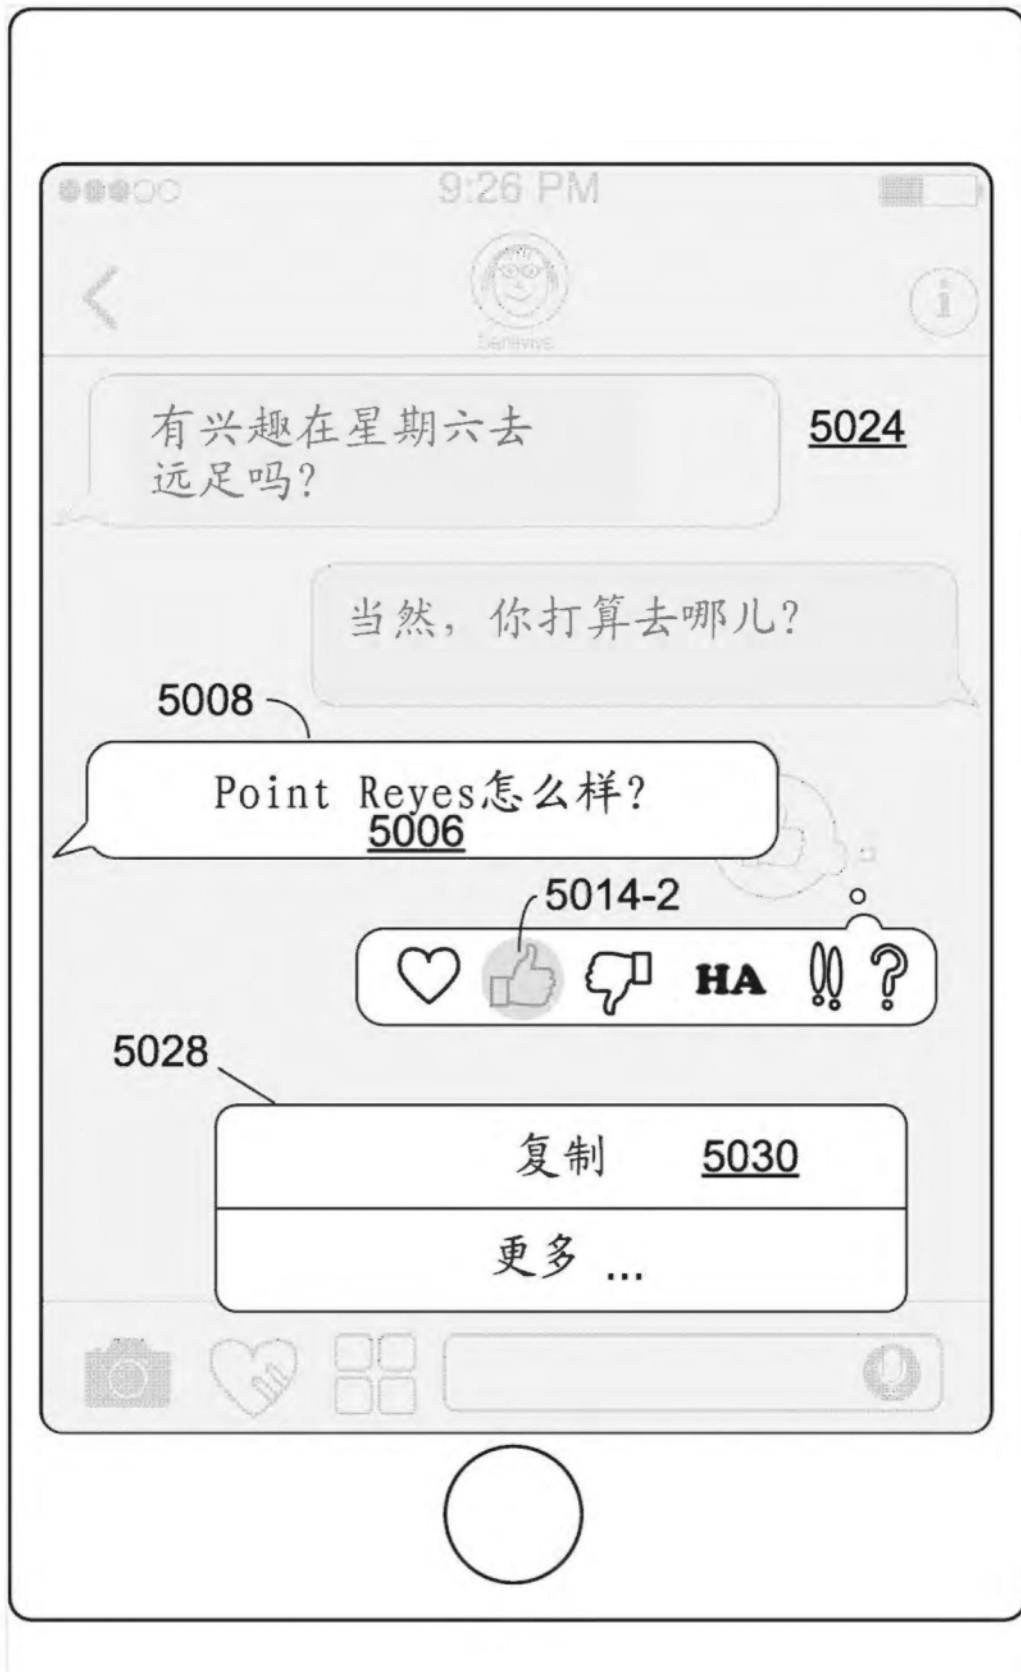 9:26 PM
有兴趣在星期六去
远足吗?
5024
当然，你打算去哪儿?
5008
Point Reyes怎么样?
5006
5014-2
HA !! ?
5028
复制 5030
更多 ...